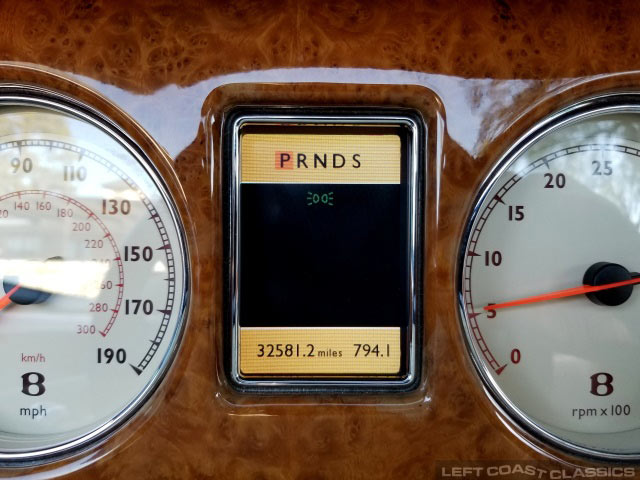 PRNDS
32581.2 miles 794.1
90 110 130 150 170 190
140 160 180 200 220 240 260 280 300
km/h
B
mph
0 5 10 15 20 25
B
rpm x 100
LEFT COAST CLASSICS